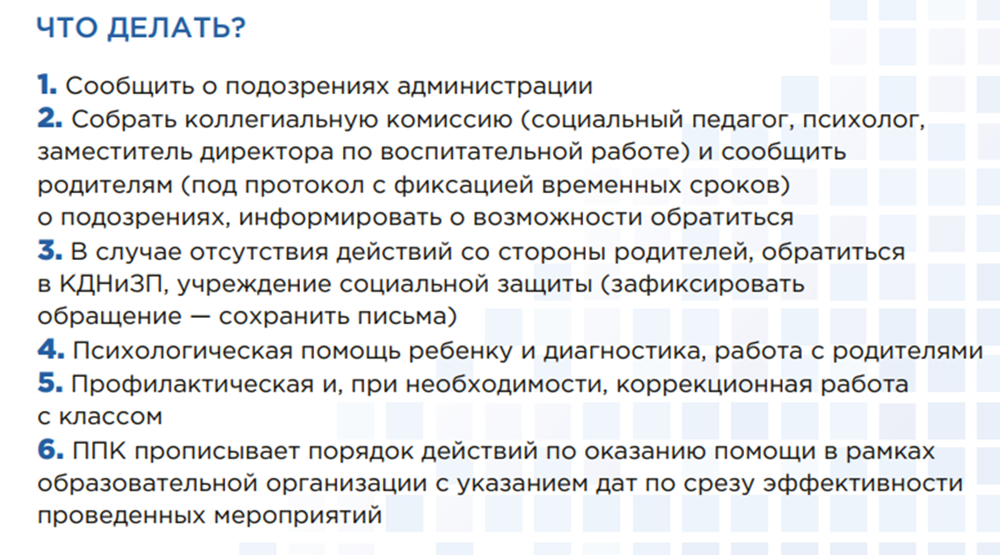 ЧТО ДЕЛАТЬ?
1. Сообщить о подозрениях администрации
2. Собрать коллегиальную комиссию (социальный педагог, психолог,
заместитель директора по воспитательной работе) и сообщить
родителям (под протокол с фиксацией временных сроков)
о подозрениях, информировать о возможности обратиться
3. В случае отсутствия действий со стороны родителей, обратиться
в КДНиЗП, учреждение социальной защиты (зафиксировать
обращение — сохранить письма)
4. Психологическая помощь ребенку и диагностика, работа с родителями
5. Профилактическая и, при необходимости, коррекционная работа
с классом
6. ППК прописывает порядок действий по оказанию помощи в рамках
образовательной организации с указанием дат по срезу эффективности
проведенных мероприятий